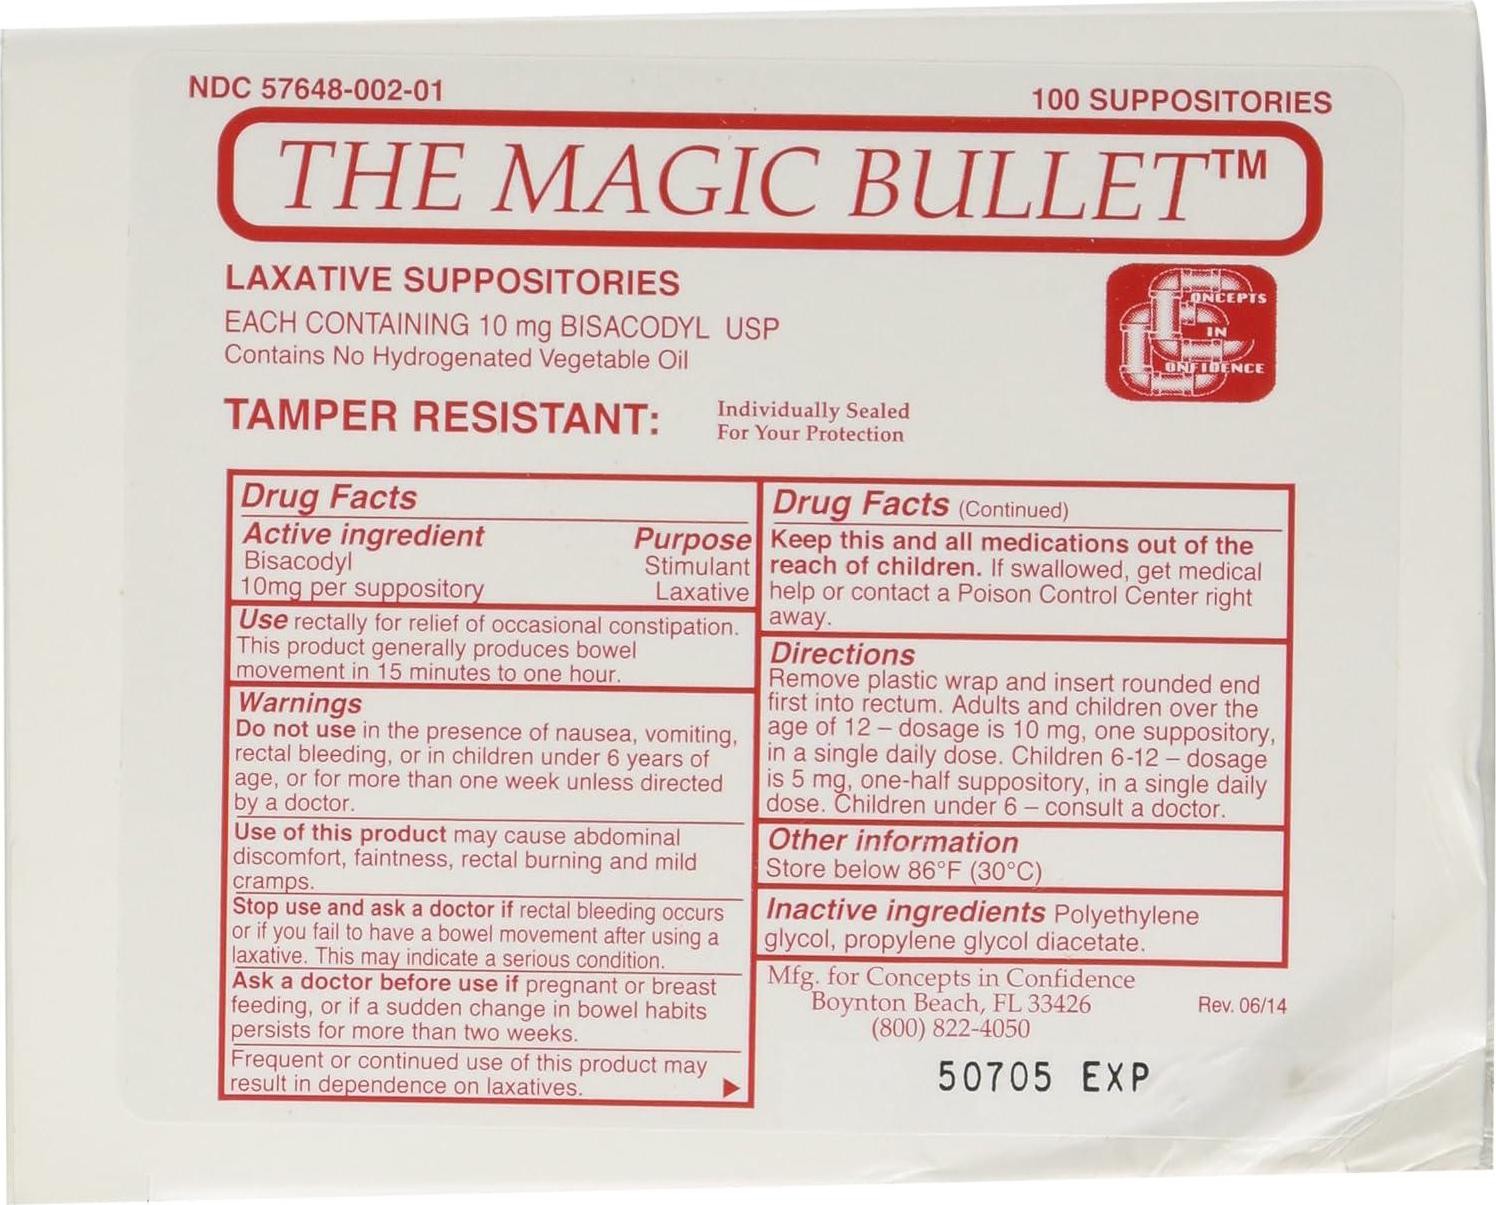 NDC 57648-002-01
100 SUPPOSITORIES
THE MAGIC BULLET™
LAXATIVE SUPPOSITORIES
EACH CONTAINING 10 mg BISACODYL USP
Contains No Hydrogenated Vegetable Oil
CONCEPTS
IN
CONFIDENCE
TAMPER RESISTANT:
Individually Sealed
For Your Protection
Drug Facts
Active ingredient Purpose
Bisacodyl Stimulant
10mg per suppository Laxative
Use rectally for relief of occasional constipation.
This product generally produces bowel
movement in 15 minutes to one hour.
Warnings
Do not use in the presence of nausea, vomiting,
rectal bleeding, or in children under 6 years of
age, or for more than one week unless directed
by a doctor.
Use of this product may cause abdominal
discomfort, faintness, rectal burning and mild
cramps.
Stop use and ask a doctor if rectal bleeding occurs
or if you fail to have a bowel movement after using a
laxative. This may indicate a serious condition.
Ask a doctor before use if pregnant or breast
feeding, or if a sudden change in bowel habits
persists for more than two weeks.
Frequent or continued use of this product may
result in dependence on laxatives.
Drug Facts (Continued)
Keep this and all medications out of the
reach of children. If swallowed, get medical
help or contact a Poison Control Center right
away.
Directions
Remove plastic wrap and insert rounded end
first into rectum. Adults and children over the
age of 12 – dosage is 10 mg, one suppository,
in a single daily dose. Children 6-12 – dosage
is 5 mg, one-half suppository, in a single daily
dose. Children under 6 – consult a doctor.
Other information
Store below 86°F (30°C)
Inactive ingredients Polyethylene
glycol, propylene glycol diacetate.
Mfg. for Concepts in Confidence
Boynton Beach, FL 33426
(800) 822-4050
Rev. 06/14
50705 EXP